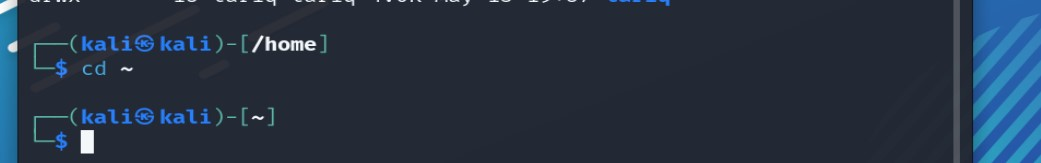 ┌──(kali㉿kali)-[/home]
└─$ cd ~
┌──(kali㉿kali)-[~]
└─$